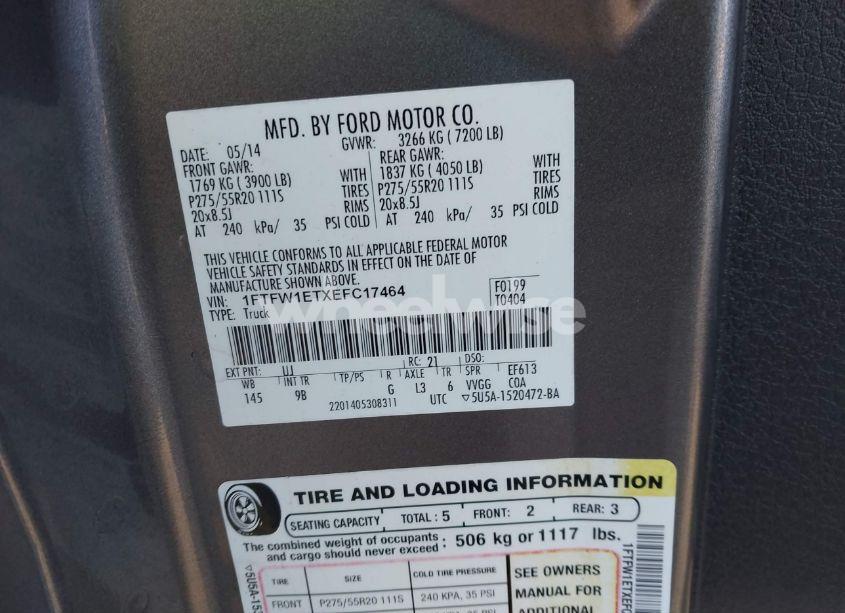 MFD. BY FORD MOTOR CO.
DATE: 05/14 GVWR: 3266 KG ( 7200 LB)
FRONT GAWR: REAR GAWR:
1769 KG ( 3900 LB) WITH 1837 KG ( 4050 LB) WITH
P275/55R20 111S TIRES P275/55R20 111S TIRES
20x8.5J RIMS 20x8.5J RIMS
AT 240 kPa/ 35 PSI COLD AT 240 kPa/ 35 PSI COLD
THIS VEHICLE CONFORMS TO ALL APPLICABLE FEDERAL MOTOR
VEHICLE SAFETY STANDARDS IN EFFECT ON THE DATE OF
MANUFACTURE SHOWN ABOVE.
VIN: 1FTFW1ETXEFC17464 F0199
TYPE: Truck T0404
wheelwise
EXT PNT: UJ RC: 21 DSO:
WB INT TR TP/PS R AXLE TR SPR EF613
145 9B G L3 6 VVGG COA
2201405308311 UTC ▽5U5A-1520472-BA
TIRE AND LOADING INFORMATION
SEATING CAPACITY TOTAL : 5 FRONT: 2 REAR: 3
The combined weight of occupants
and cargo should never exceed : 506 kg or 1117 lbs.
TIRE SIZE COLD TIRE PRESSURE SEE OWNERS
FRONT P275/55R20 111S 240 KPA, 35 PSI MANUAL FOR
ADDITIONAL